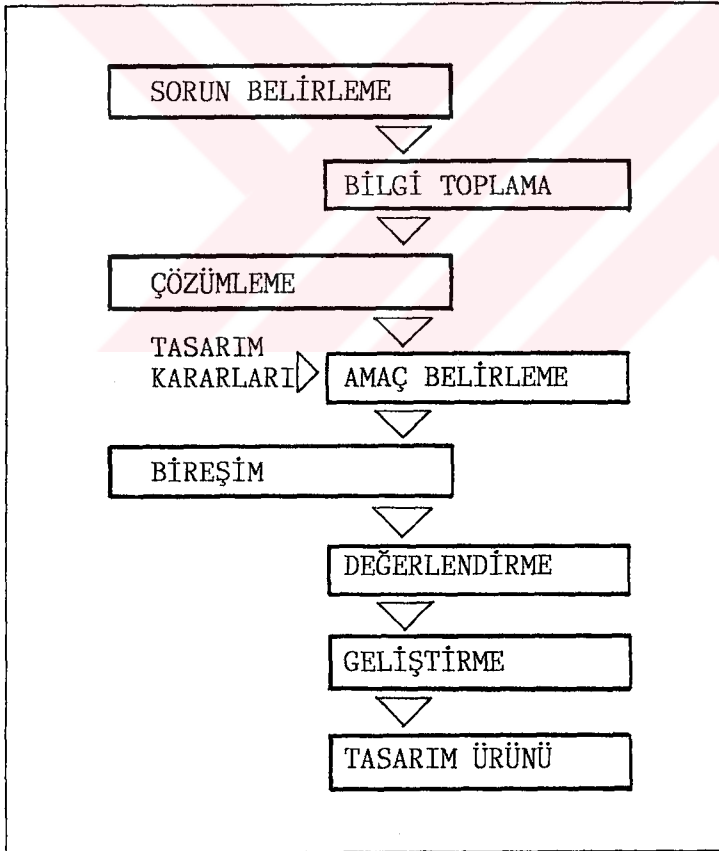 SORUN BELİRLEME
BİLGİ TOPLAMA
ÇÖZÜMLEME
TASARIM
KARARLARI
AMAÇ BELİRLEME
BİREŞİM
DEĞERLENDİRME
GELİŞTİRME
TASARIM ÜRÜNÜ